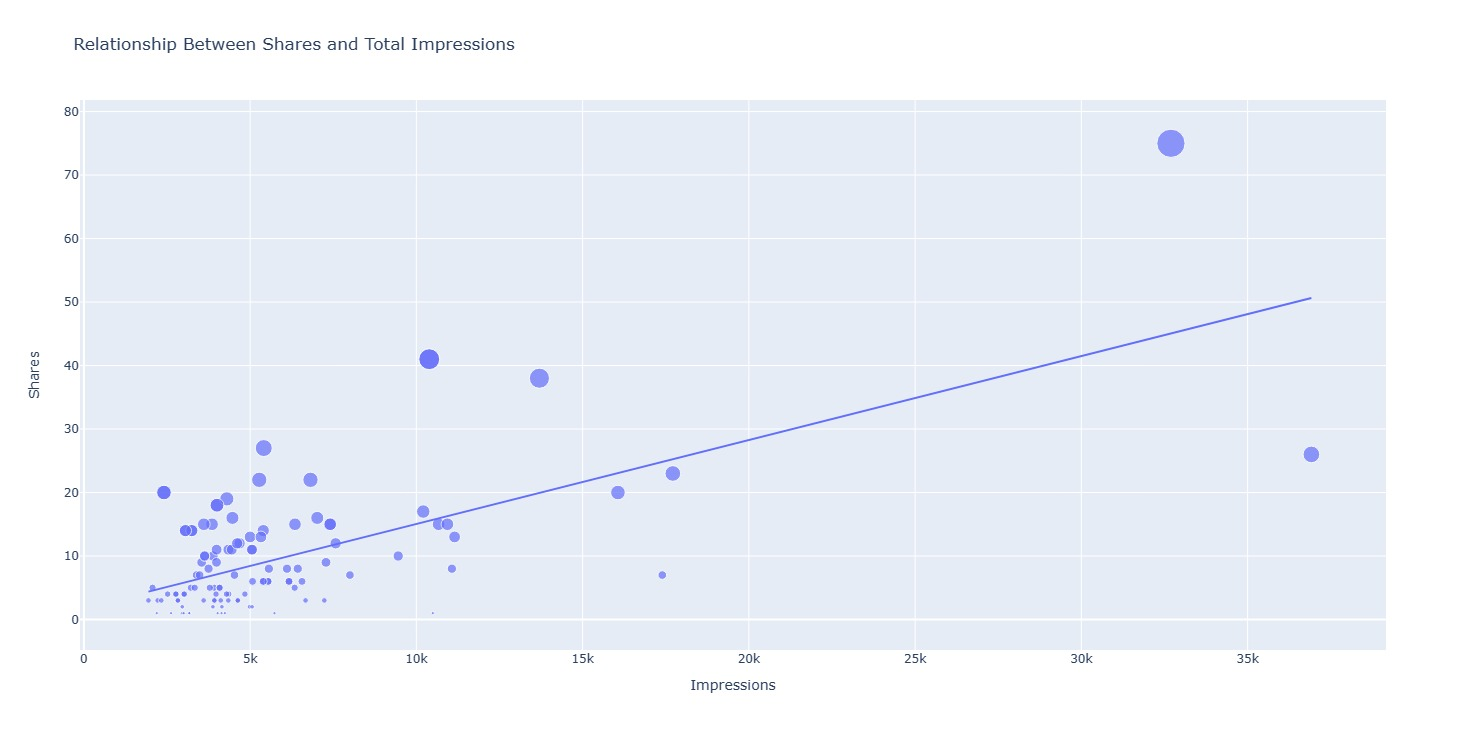 Relationship Between Shares and Total Impressions
80
70
60
50
40
30
20
10
0
Shares
0 5k 10k 15k 20k 25k 30k 35k
Impressions